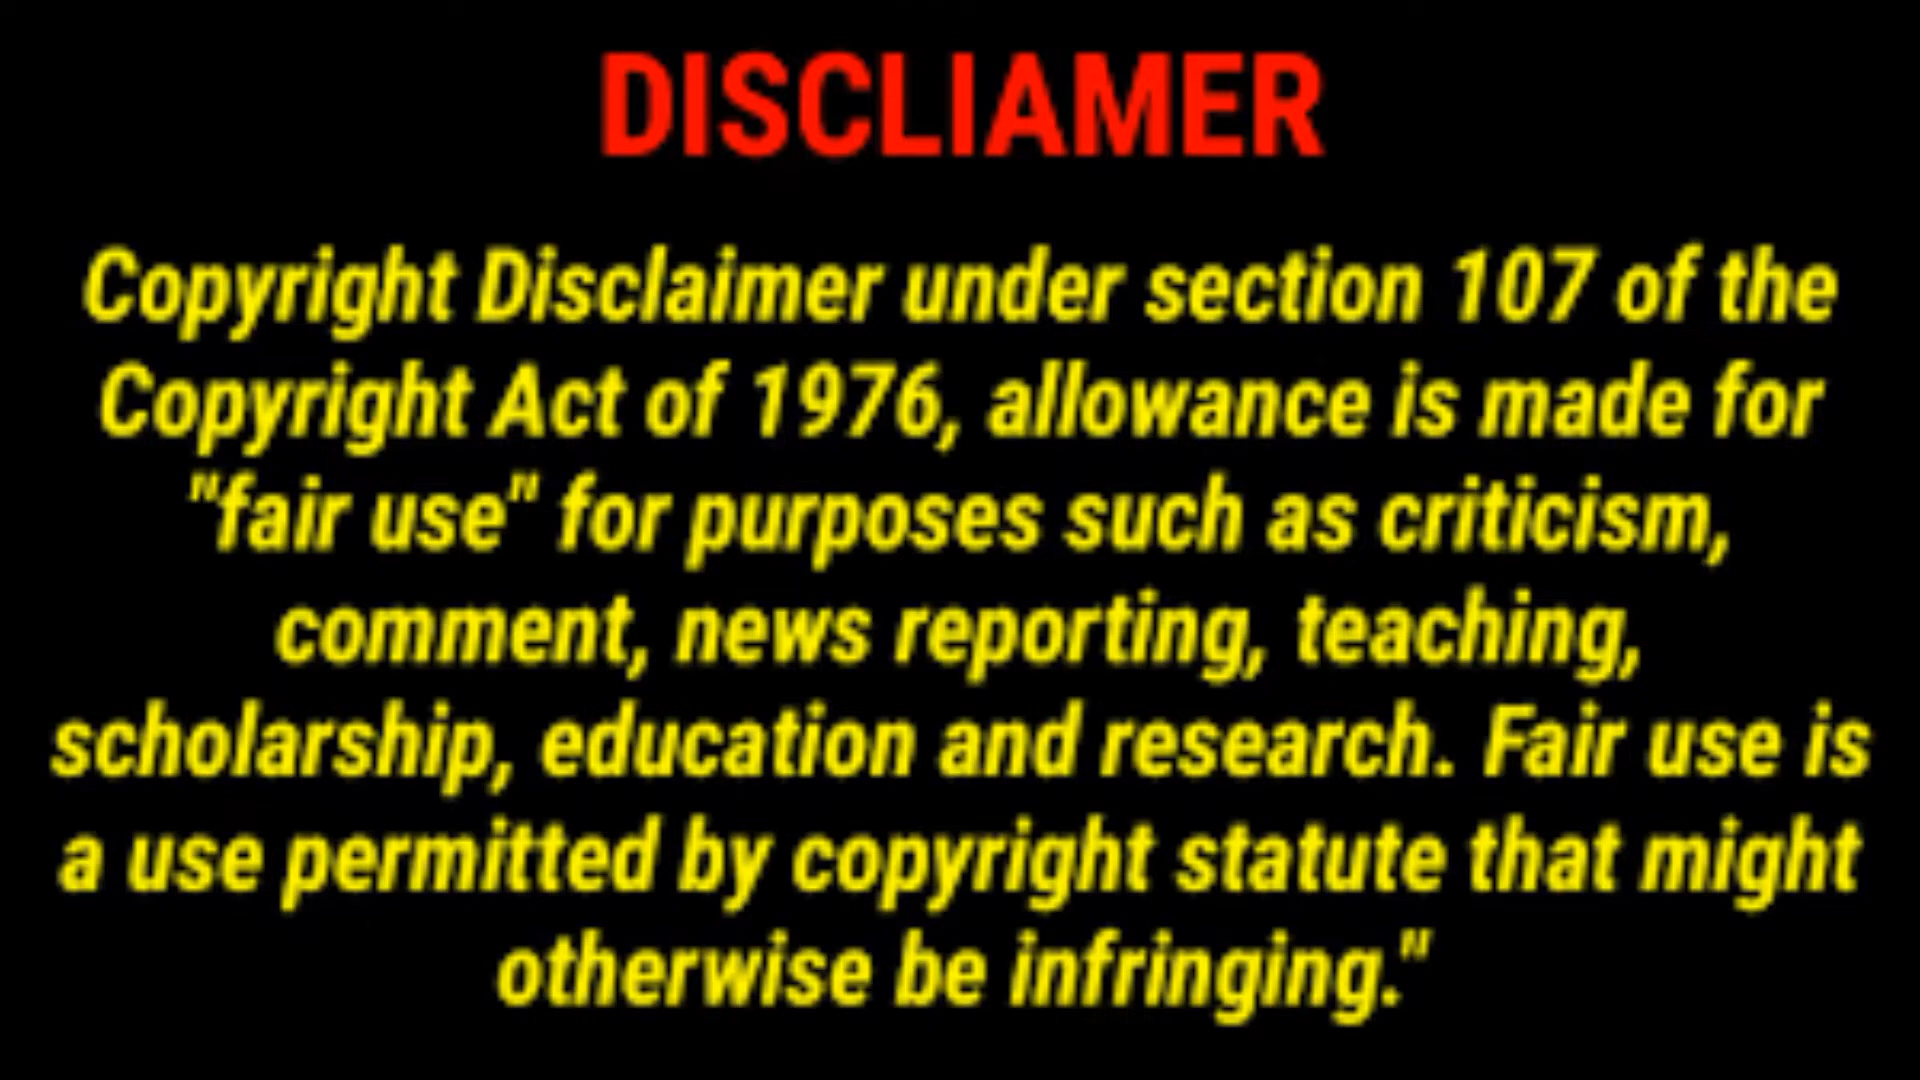 DISCLIAMER
Copyright Disclaimer under section 107 of the
Copyright Act of 1976, allowance is made for
"fair use" for purposes such as criticism,
comment, news reporting, teaching,
scholarship, education and research. Fair use is
a use permitted by copyright statute that might
otherwise be infringing."